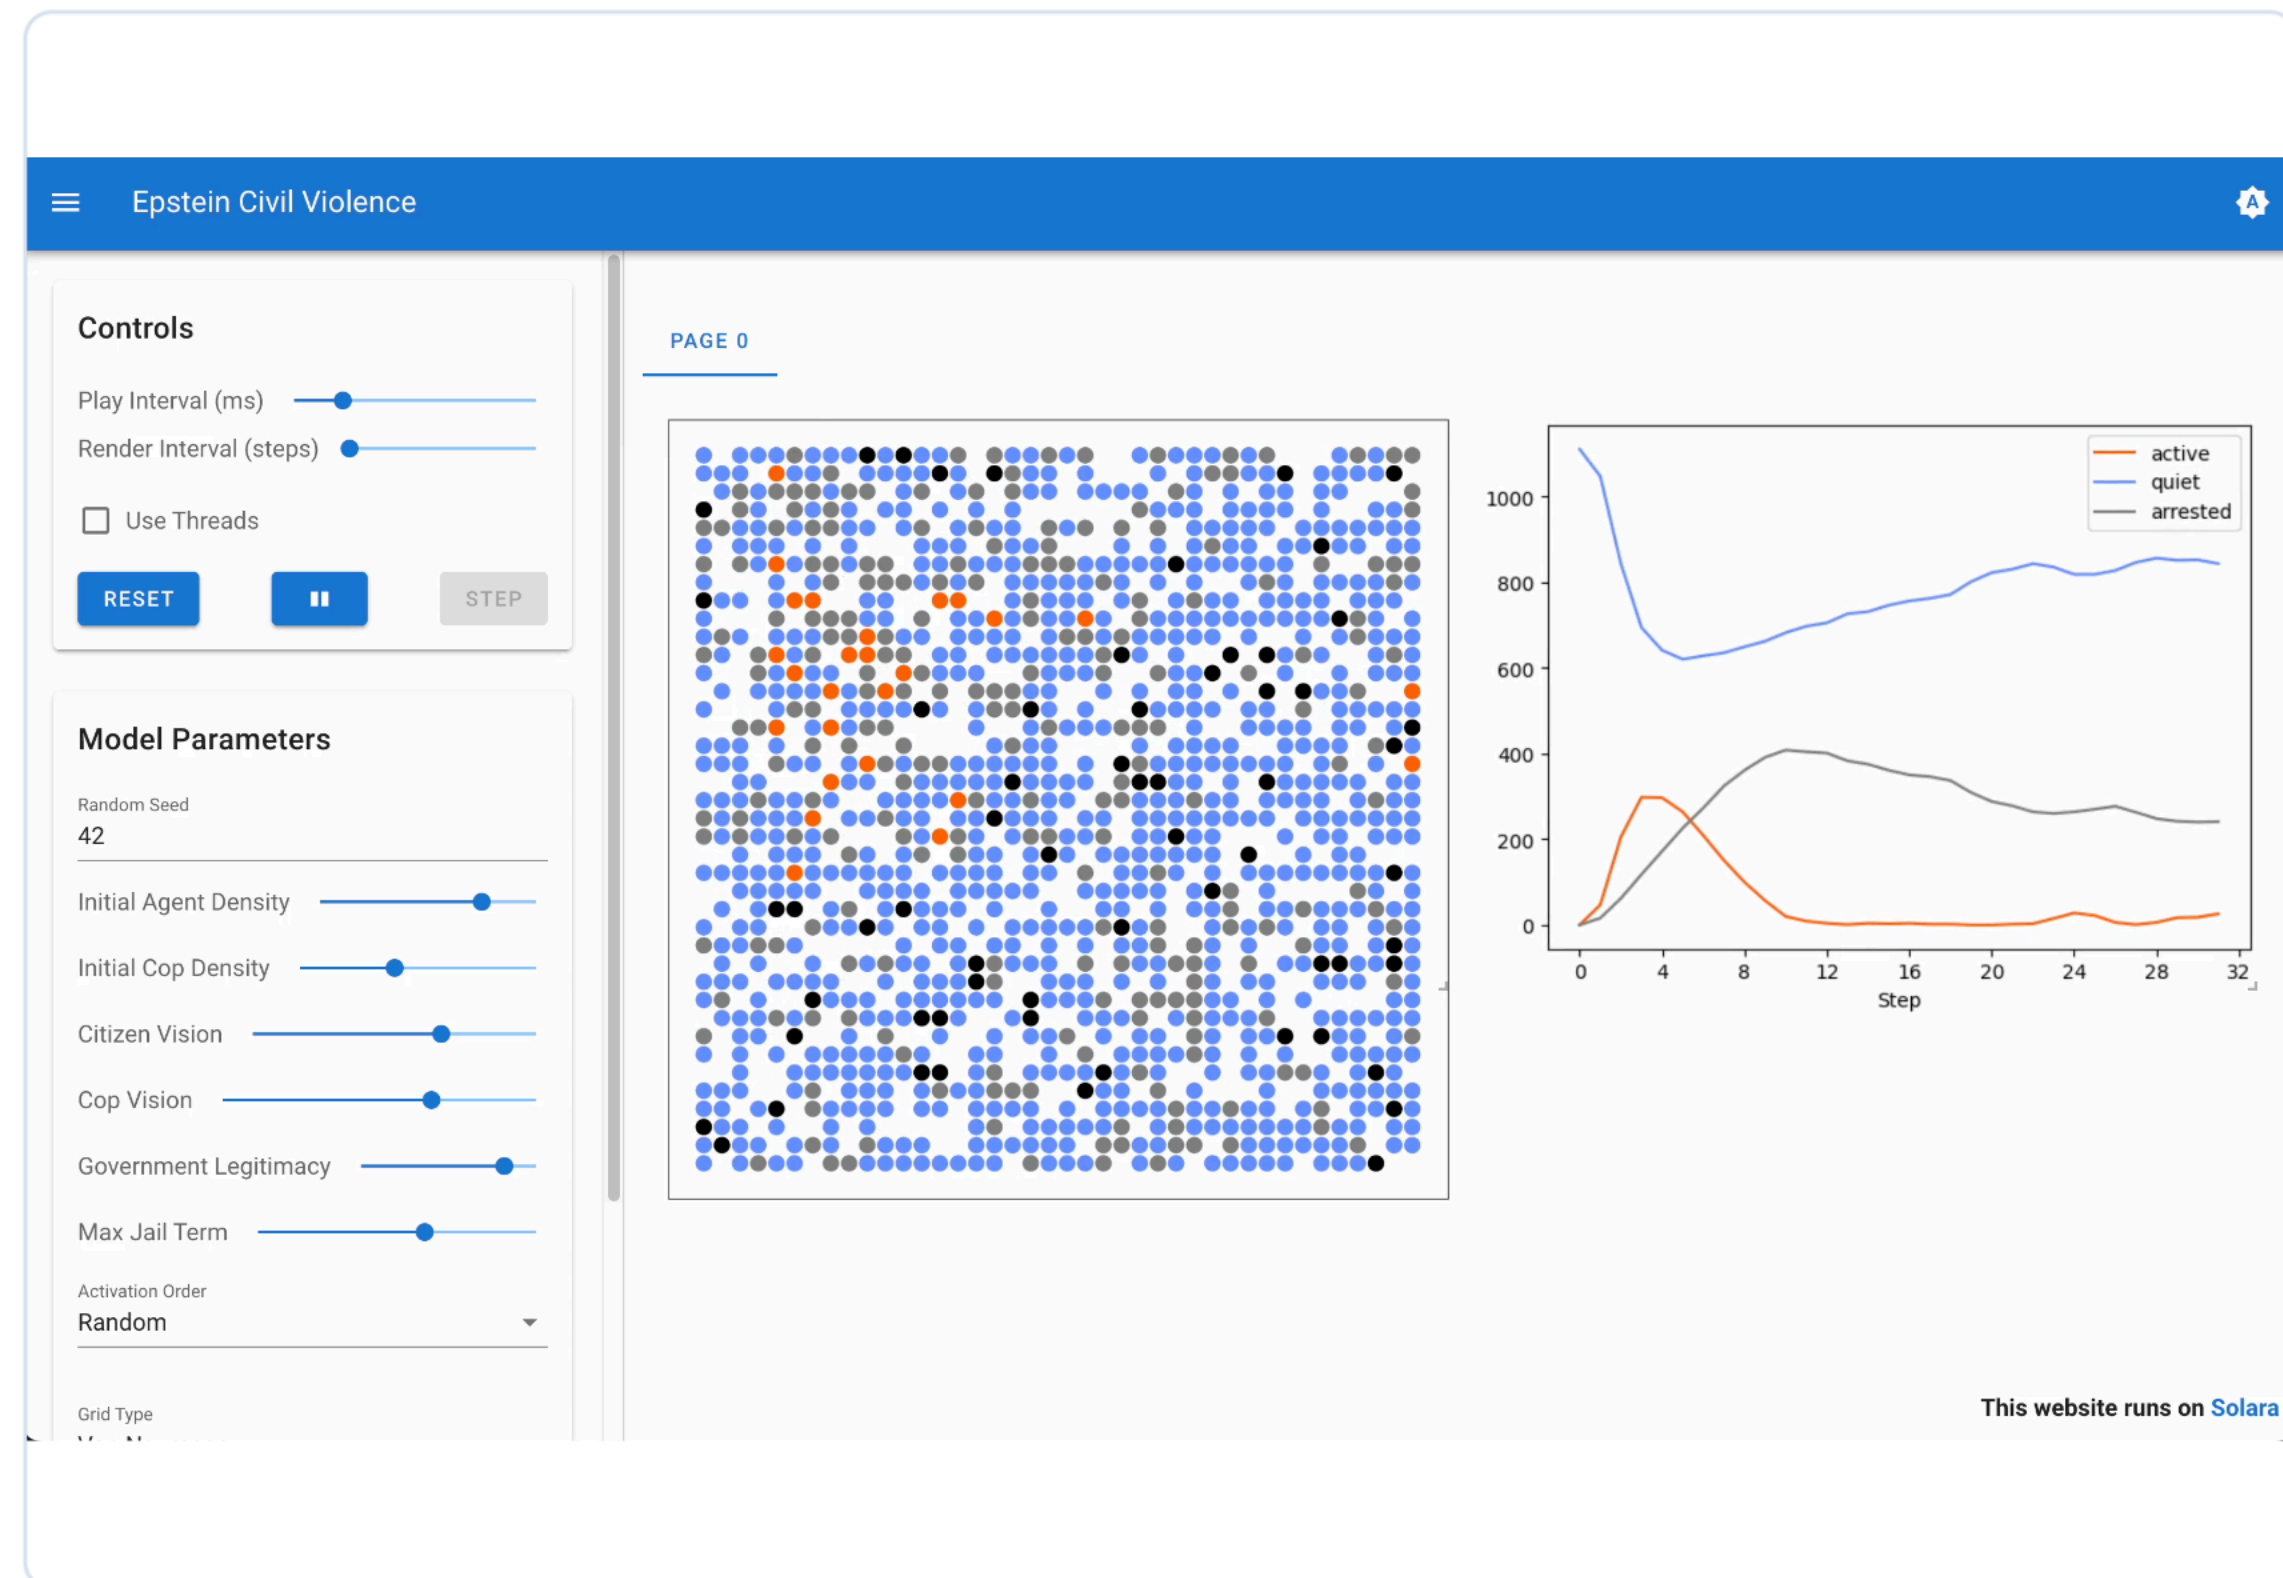 Epstein Civil Violence
A
Controls
Play Interval (ms)
Render Interval (steps)
Use Threads
RESET
STEP
Model Parameters
Random Seed
42
Initial Agent Density
Initial Cop Density
Citizen Vision
Cop Vision
Government Legitimacy
Max Jail Term
Activation Order
Random
Grid Type
PAGE 0
active
quiet
arrested
1000
800
600
400
200
0
0 4 8 12 16 20 24 28 32
Step
This website runs on Solara